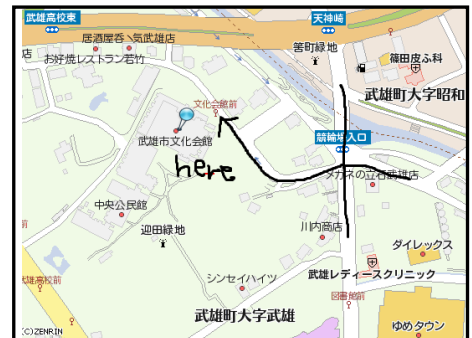 武雄高校東
天神崎
居酒屋呑ん気武雄店
お好焼レストラン若竹
店
筈町緑地
篠田皮ふ科
武雄町大字昭和
文化会館前
武雄市文化会館
here
競輪場入口
メガネの立石武雄店
中央公民館
迎田緑地
川内商店
ダイレックス
武雄レディースクリニック
武雄高校前
シンセイハイツ
図書館前
武雄町大字武雄
ゆめタウン
(C)ZENRIN